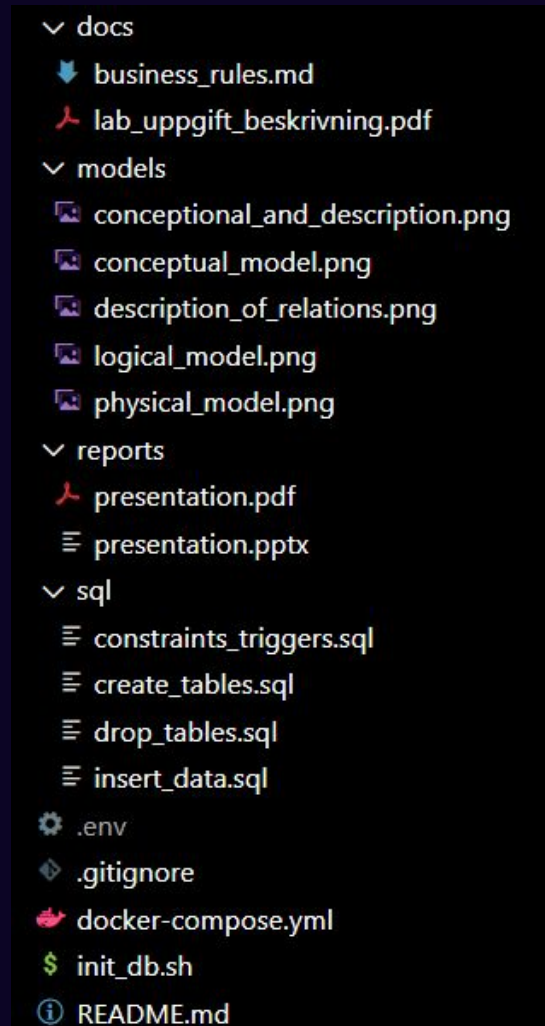 docs
business_rules.md
lab_uppgift_beskrivning.pdf
models
conceptional_and_description.png
conceptual_model.png
description_of_relations.png
logical_model.png
physical_model.png
reports
presentation.pdf
presentation.pptx
sql
constraints_triggers.sql
create_tables.sql
drop_tables.sql
insert_data.sql
.env
.gitignore
docker-compose.yml
$ init_db.sh
README.md